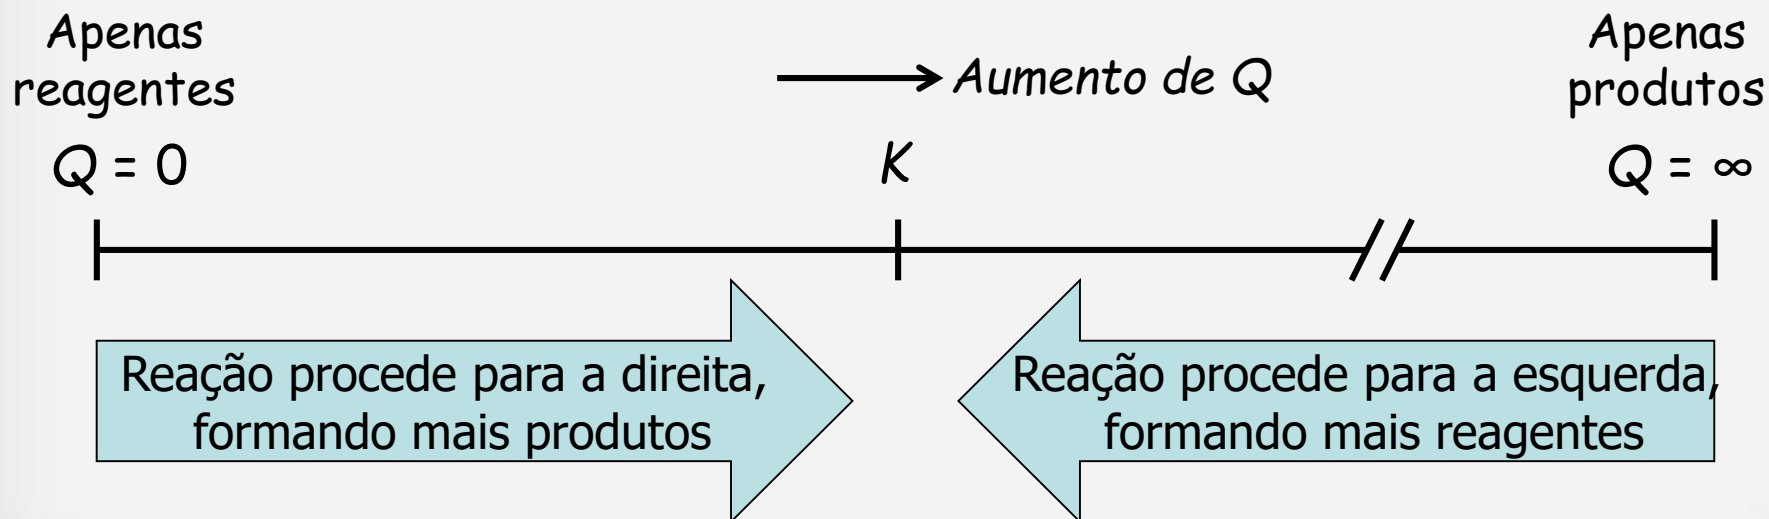 Apenas
reagentes
Q = 0
Aumento de Q
K
Apenas
produtos
Q = ∞
Reação procede para a direita,
formando mais produtos
Reação procede para a esquerda,
formando mais reagentes